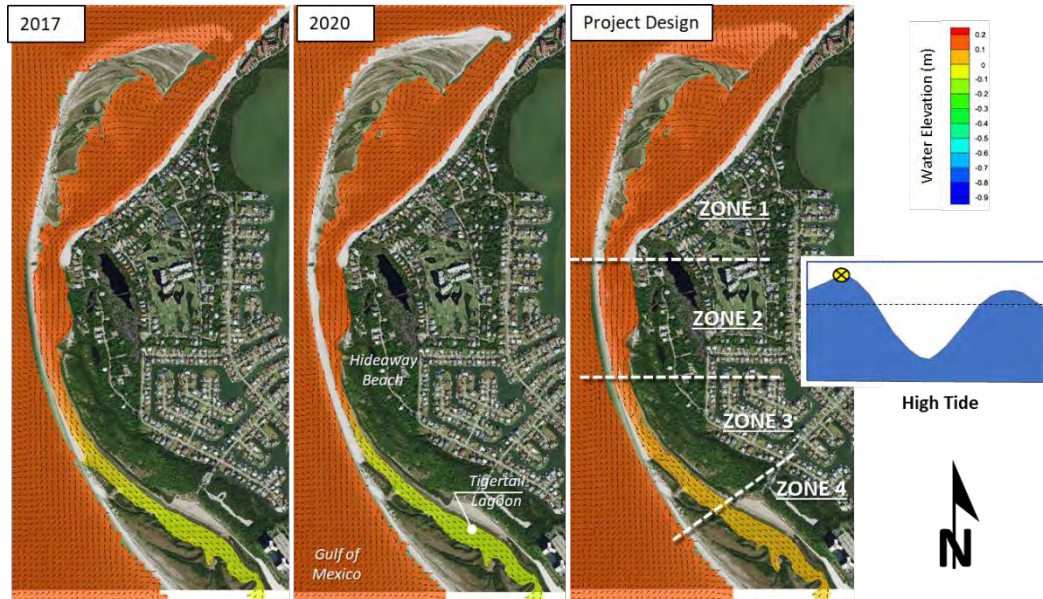 2017
2020
Project Design
ZONE 1
ZONE 2
ZONE 3
ZONE 4
Hideaway
Beach
Tigertail
Lagoon
Gulf of
Mexico
Water Elevation (m)
0.2
0.1
0
-0.1
-0.2
-0.3
-0.4
-0.5
-0.6
-0.7
-0.8
-0.9
High Tide
N